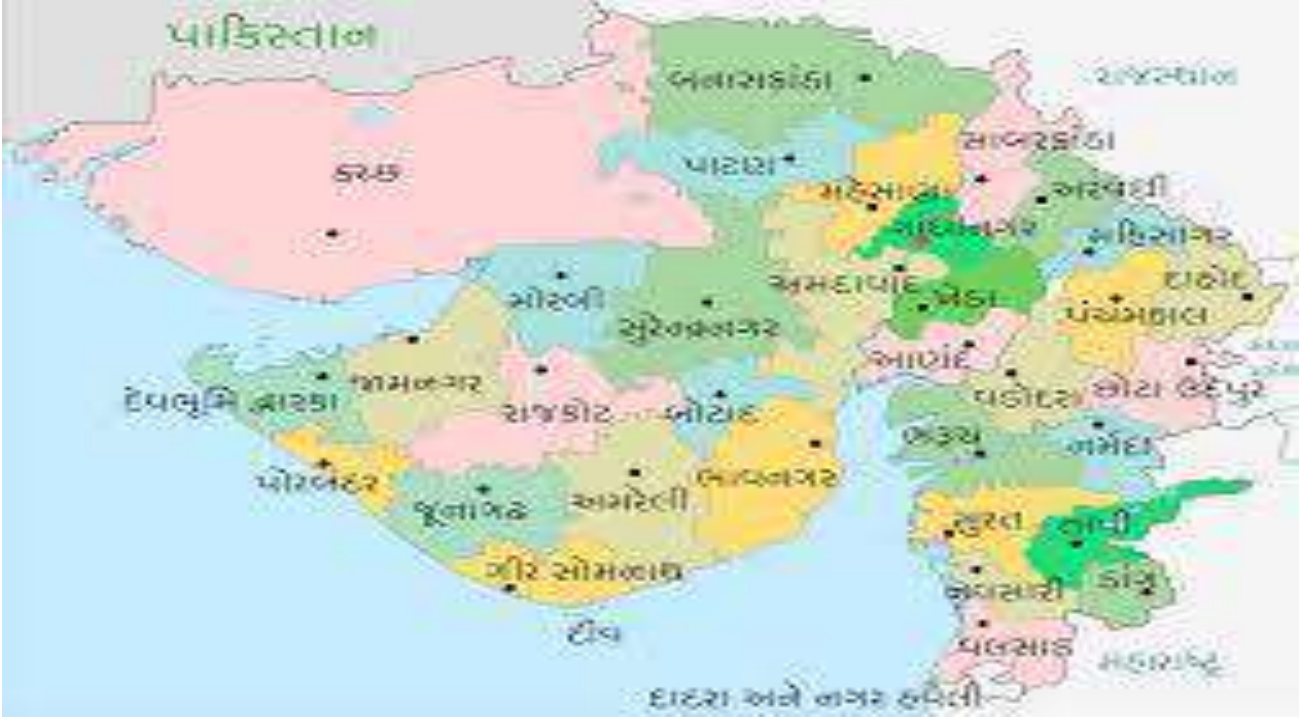 પાકિસ્તાન
બનાસકાંઠા
રાજસ્થાન
સાબરકાંઠા
પાટણ
કચ્છ
મહેસાણા
અરવલ્લી
ગાંધીનગર
મહિસાગર
અમદાવાદ
દાહોદ
મોરબી
ખેડા
પંચમહાલ
સુરેન્દ્રનગર
આણંદ
જામનગર
વડોદરા
છોટા ઉદેપુર
દેવભૂમિ દ્વારકા
રાજકોટ
બોટાદ
ભરૂચ
નર્મદા
પોરબંદર
ભાવનગર
જૂનાગઢ
અમરેલી
સુરત
તાપી
ગીર સોમનાથ
ડાંગ
નવસારી
દીવ
વલસાડ
મહારાષ્ટ્ર
દાદરા અને નગર હવેલી